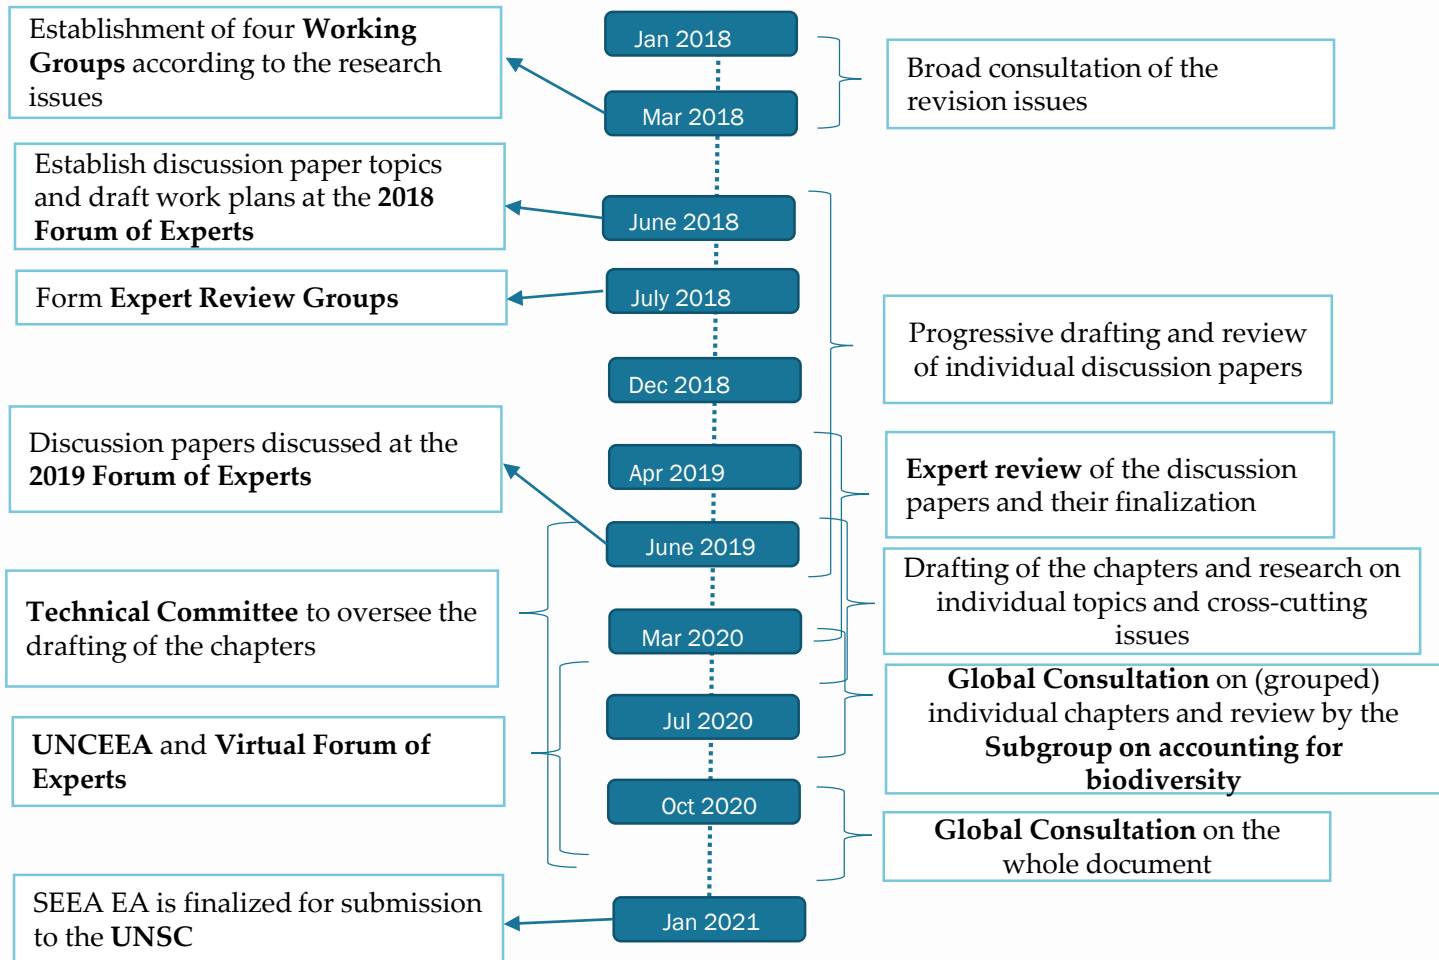 Establishment of four Working
Groups according to the research
issues
Jan 2018
Mar 2018
Broad consultation of the
revision issues
Establish discussion paper topics
and draft work plans at the 2018
Forum of Experts
June 2018
Form Expert Review Groups
July 2018
Progressive drafting and review
of individual discussion papers
Dec 2018
Discussion papers discussed at the
2019 Forum of Experts
Apr 2019
Expert review of the discussion
papers and their finalization
June 2019
Drafting of the chapters and research on
individual topics and cross-cutting
issues
Technical Committee to oversee the
drafting of the chapters
Mar 2020
Global Consultation on (grouped)
individual chapters and review by the
Subgroup on accounting for
biodiversity
Jul 2020
UNCEEA and Virtual Forum of
Experts
Oct 2020
Global Consultation on the
whole document
SEEA EA is finalized for submission
to the UNSC
Jan 2021